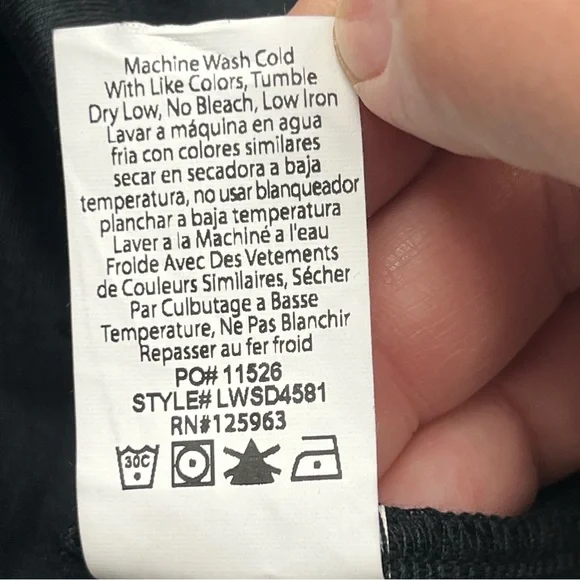 Machine Wash Cold
With Like Colors, Tumble
Dry Low, No Bleach, Low Iron
Lavar a máquina en agua
fria con colores similares
secar en secadora a baja
temperatura, no usar blanqueador
planchar a baja temperatura
Laver a la Machiné a l'eau
Froide Avec Des Vetements
de Couleurs Similaires, Sécher
Par Culbutage a Basse
Temperature, Ne Pas Blanchir
Repasser au fer froid
PO# 11526
STYLE# LWSD4581
RN#125963
30C